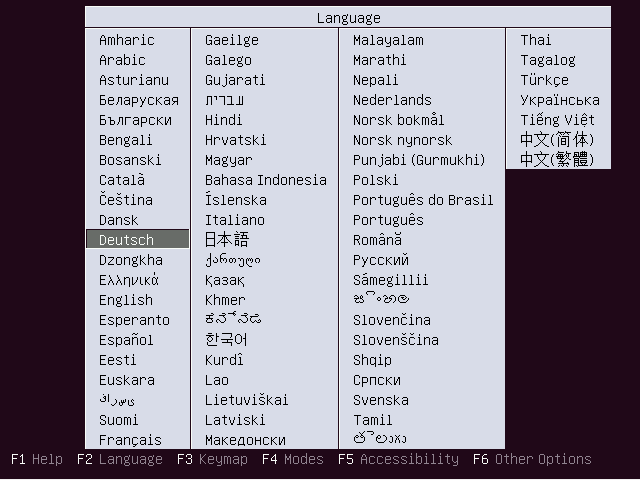 Language
Amharic
Arabic
Asturianu
Беларуская
Български
Bengali
Bosanski
Català
Čeština
Dansk
Deutsch
Dzongkha
Ελληνικά
English
Esperanto
Español
Eesti
Euskara
فارسی
Suomi
Français
Gaeilge
Galego
Gujarati
עברית
Hindi
Hrvatski
Magyar
Bahasa Indonesia
Íslenska
Italiano
日本語
ქართული
Қазақ
Khmer
ಕನ್ನಡ
한국어
Kurdî
Lao
Lietuviškai
Latviski
Македонски
Malayalam
Marathi
Nepali
Nederlands
Norsk bokmål
Norsk nynorsk
Punjabi (Gurmukhi)
Polski
Português do Brasil
Português
Română
Русский
Sámegillii
සිංහල
Slovenčina
Slovenščina
Shqip
Српски
Svenska
Tamil
తెలుగు
Thai
Tagalog
Türkçe
Українська
Tiếng Việt
中文(简体)
中文(繁體)
F1 Help F2 Language F3 Keymap F4 Modes F5 Accessibility F6 Other Options